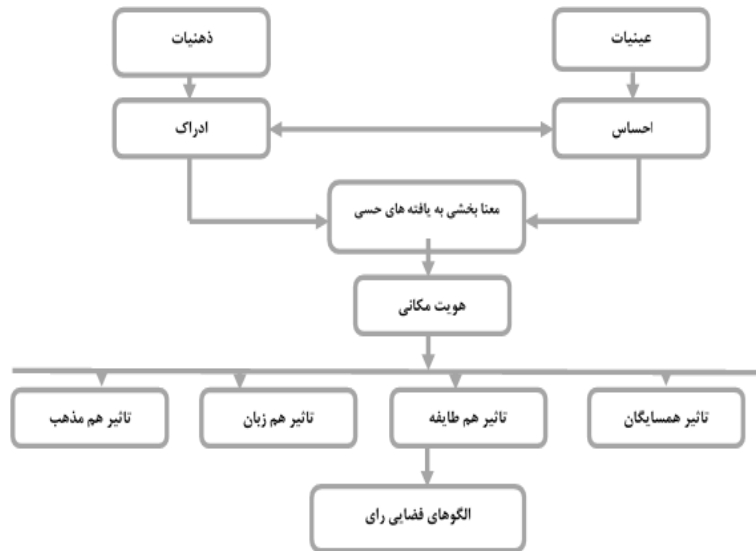 عینیات
ذهنیات
احساس
ادراک
معنا بخشی به یافته های حسی
هویت مکانی
تاثیر همسایگان
تاثیر هم طایفه
تاثیر هم زبان
تاثیر هم مذهب
الگوهای فضایی رای